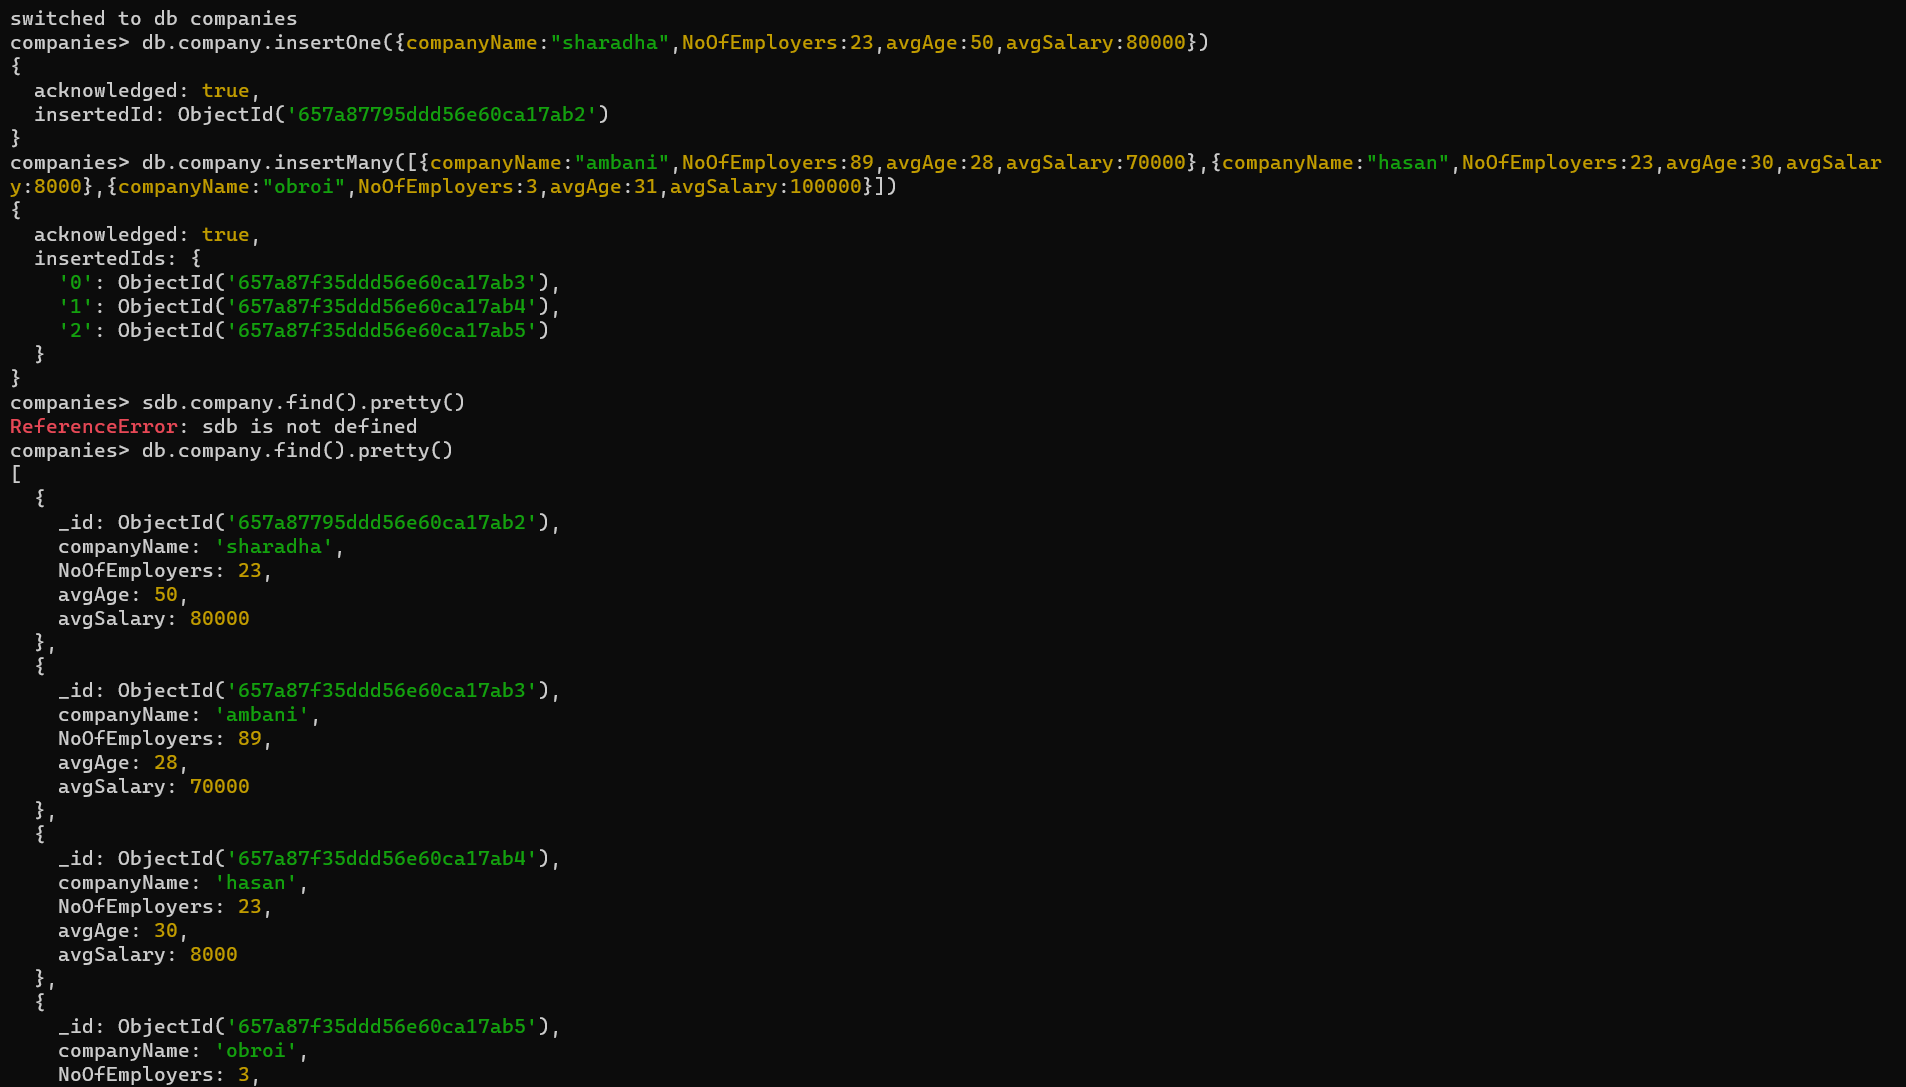 switched to db companies
companies> db.company.insertOne({companyName:"sharadha",NoOfEmployers:23,avgAge:50,avgSalary:80000})
{
  acknowledged: true,
  insertedId: ObjectId('657a87795ddd56e60ca17ab2')
}
companies> db.company.insertMany([{companyName:"ambani",NoOfEmployers:89,avgAge:28,avgSalary:70000},{companyName:"hasan",NoOfEmployers:23,avgAge:30,avgSalar
y:8000},{companyName:"obroi",NoOfEmployers:3,avgAge:31,avgSalary:100000}])
{
  acknowledged: true,
  insertedIds: {
    '0': ObjectId('657a87f35ddd56e60ca17ab3'),
    '1': ObjectId('657a87f35ddd56e60ca17ab4'),
    '2': ObjectId('657a87f35ddd56e60ca17ab5')
  }
}
companies> sdb.company.find().pretty()
ReferenceError: sdb is not defined
companies> db.company.find().pretty()
[
  {
    _id: ObjectId('657a87795ddd56e60ca17ab2'),
    companyName: 'sharadha',
    NoOfEmployers: 23,
    avgAge: 50,
    avgSalary: 80000
  },
  {
    _id: ObjectId('657a87f35ddd56e60ca17ab3'),
    companyName: 'ambani',
    NoOfEmployers: 89,
    avgAge: 28,
    avgSalary: 70000
  },
  {
    _id: ObjectId('657a87f35ddd56e60ca17ab4'),
    companyName: 'hasan',
    NoOfEmployers: 23,
    avgAge: 30,
    avgSalary: 8000
  },
  {
    _id: ObjectId('657a87f35ddd56e60ca17ab5'),
    companyName: 'obroi',
    NoOfEmployers: 3,